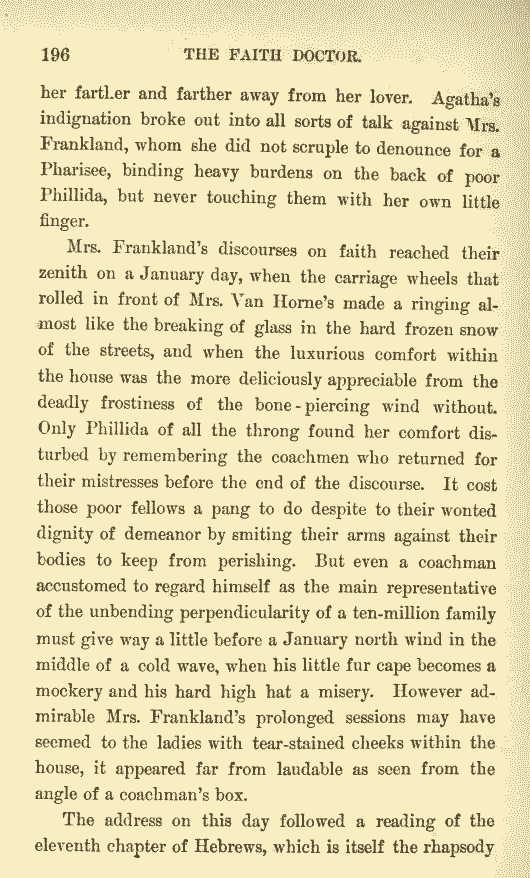 196 THE FAITH DOCTOR.
her farther and farther away from her lover. Agatha's
indignation broke out into all sorts of talk against Mrs.
Frankland, whom she did not scruple to denounce for a
Pharisee, binding heavy burdens on the back of poor
Phillida, but never touching them with her own little
finger.
Mrs. Frankland's discourses on faith reached their
zenith on a January day, when the carriage wheels that
rolled in front of Mrs. Van Horne's made a ringing al-
most like the breaking of glass in the hard frozen snow
of the streets, and when the luxurious comfort within
the house was the more deliciously appreciable from the
deadly frostiness of the bone-piercing wind without.
Only Phillida of all the throng found her comfort dis-
turbed by remembering the coachmen who returned for
their mistresses before the end of the discourse. It cost
those poor fellows a pang to do despite to their wonted
dignity of demeanor by smiting their arms against their
bodies to keep from perishing. But even a coachman
accustomed to regard himself as the main representative
of the unbending perpendicularity of a ten-million family
must give way a little before a January north wind in the
middle of a cold wave, when his little fur cape becomes a
mockery and his hard high hat a misery. However ad-
mirable Mrs. Frankland's prolonged sessions may have
seemed to the ladies with tear-stained cheeks within the
house, it appeared far from laudable as seen from the
angle of a coachman's box.
The address on this day followed a reading of the
eleventh chapter of Hebrews, which is itself the rhapsody